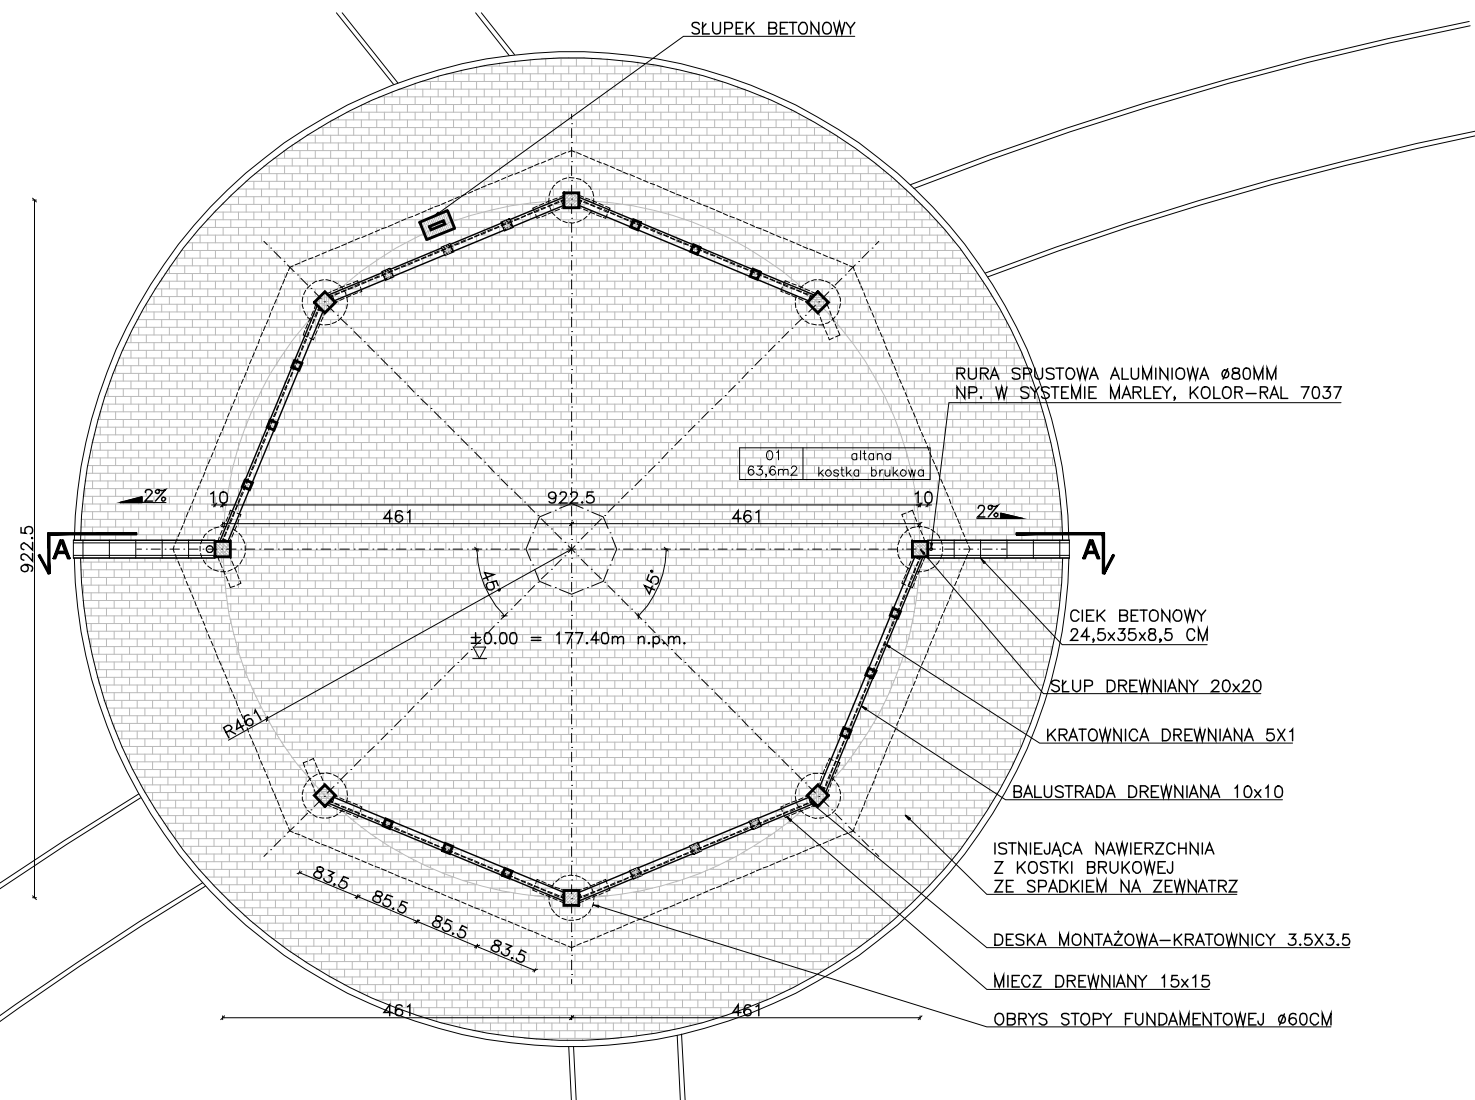 SŁUPEK BETONOWY
RURA SPUSTOWA ALUMINIOWA ø80MM
NP. W SYSTEMIE MARLEY, KOLOR-RAL 7037
01 altana
63,6m2 kostka brukowa
2% 10 922.5 10 2%
461 461
922.5
A A
45° 45°
±0.00 = 177.40m n.p.m.
R461
CIEK BETONOWY
24,5x35x8,5 CM
SŁUP DREWNIANY 20x20
KRATOWNICA DREWNIANA 5X1
BALUSTRADA DREWNIANA 10x10
ISTNIEJĄCA NAWIERZCHNIA
Z KOSTKI BRUKOWEJ
ZE SPADKIEM NA ZEWNATRZ
83.5 85.5 85.5 83.5
DESKA MONTAŻOWA-KRATOWNICY 3.5X3.5
MIECZ DREWNIANY 15x15
461 461
OBRYS STOPY FUNDAMENTOWEJ ø60CM